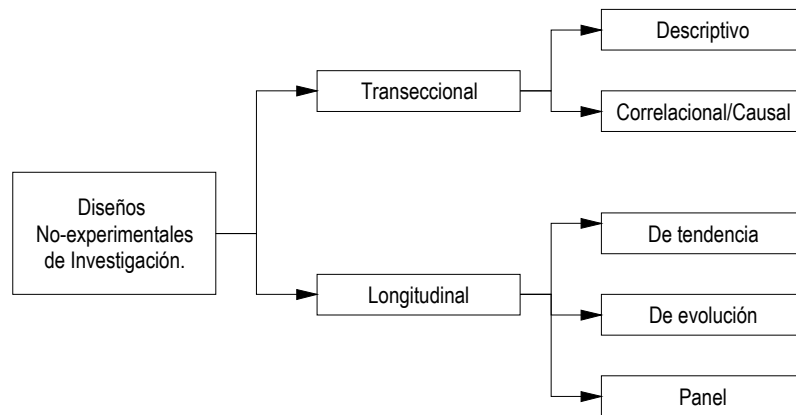 Diseños
No-experimentales
de Investigación.
Transeccional
Descriptivo
Correlacional/Causal
Longitudinal
De tendencia
De evolución
Panel